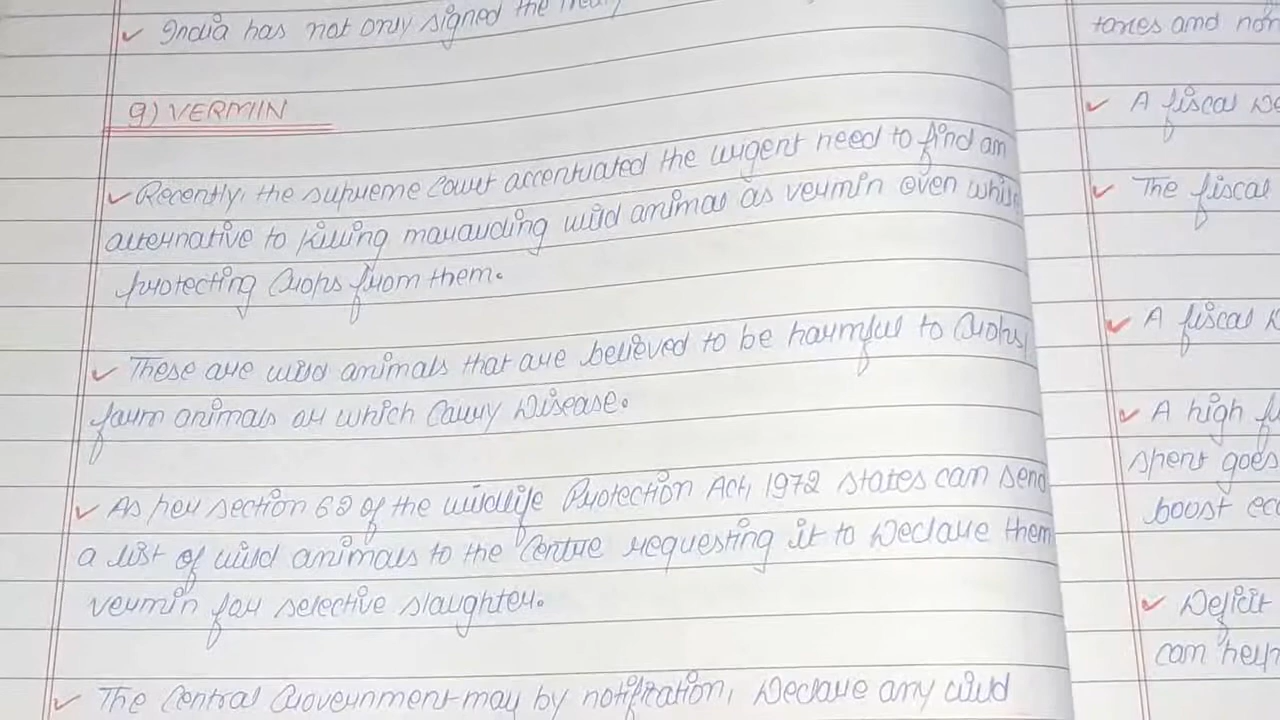 ✓ India has not only signed the
9) VERMIN
✓ Recently, the supreme Court accentuated the urgent need to find an
alternative to killing marauding wild animal as vermin even while
protecting Crops from them.
✓ These are wild animals that are believed to be harmful to Crops,
farm animals or which Carry Disease.
✓ As per section 62 of the wildlife Protection Act, 1972 states can send
a list of wild animals to the Centre requesting it to Declare them
vermin for selective slaughter.
✓ The Central Government may by notification, Declare any wild
taxes and non
✓ A fiscal De
✓ The fiscal
✓ A fiscal
✓ A high
spent goes
boost ec
✓ Deficit
can help